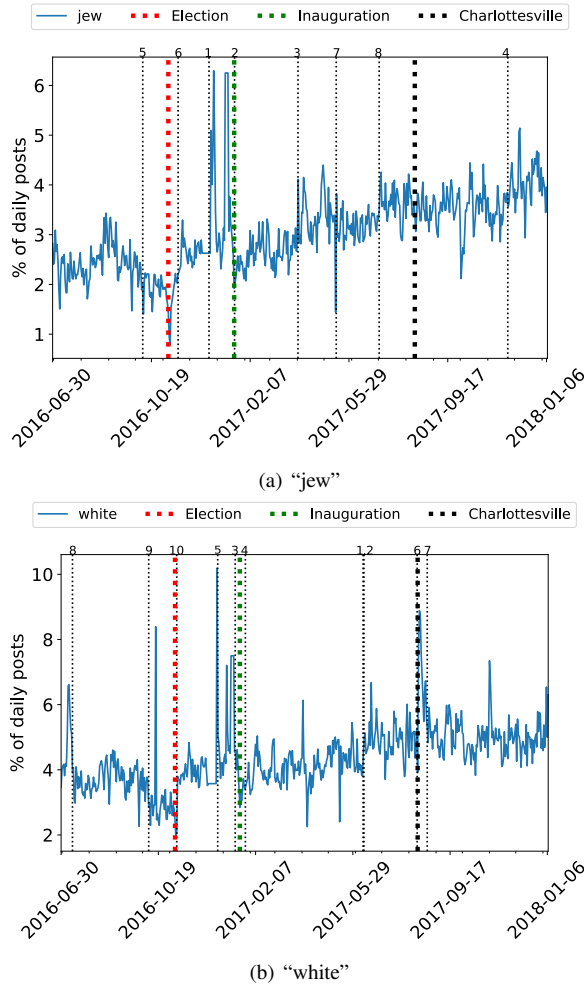 jew Election Inauguration Charlottesville
5 6 1 2 3 7 8 4
6
5
4
3
2
1
% of daily posts
2016-06-30 2016-10-19 2017-02-07 2017-05-29 2017-09-17 2018-01-06
(a) “jew”
white Election Inauguration Charlottesville
8 9 10 5 3 4 1,2 6 7
10
8
6
4
2
% of daily posts
2016-06-30 2016-10-19 2017-02-07 2017-05-29 2017-09-17 2018-01-06
(b) “white”